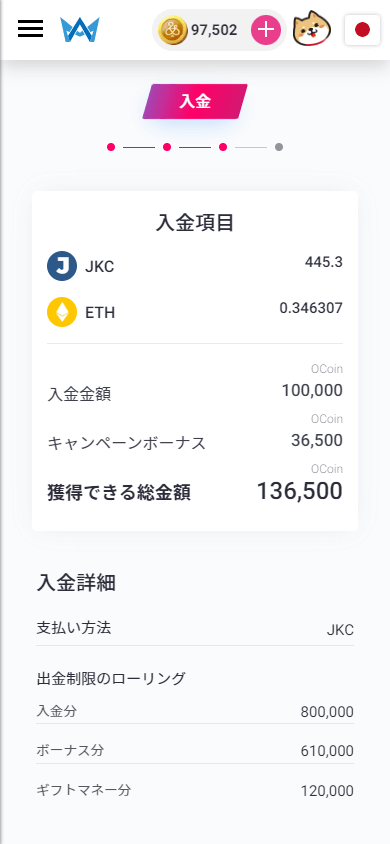 97,502
入金
入金項目
JKC 445.3
ETH 0.346307
OCoin
入金金額 100,000
OCoin
キャンペーンボーナス 36,500
OCoin
獲得できる総金額 136,500
入金詳細
支払い方法 JKC
出金制限のローリング
入金分 800,000
ボーナス分 610,000
ギフトマネー分 120,000